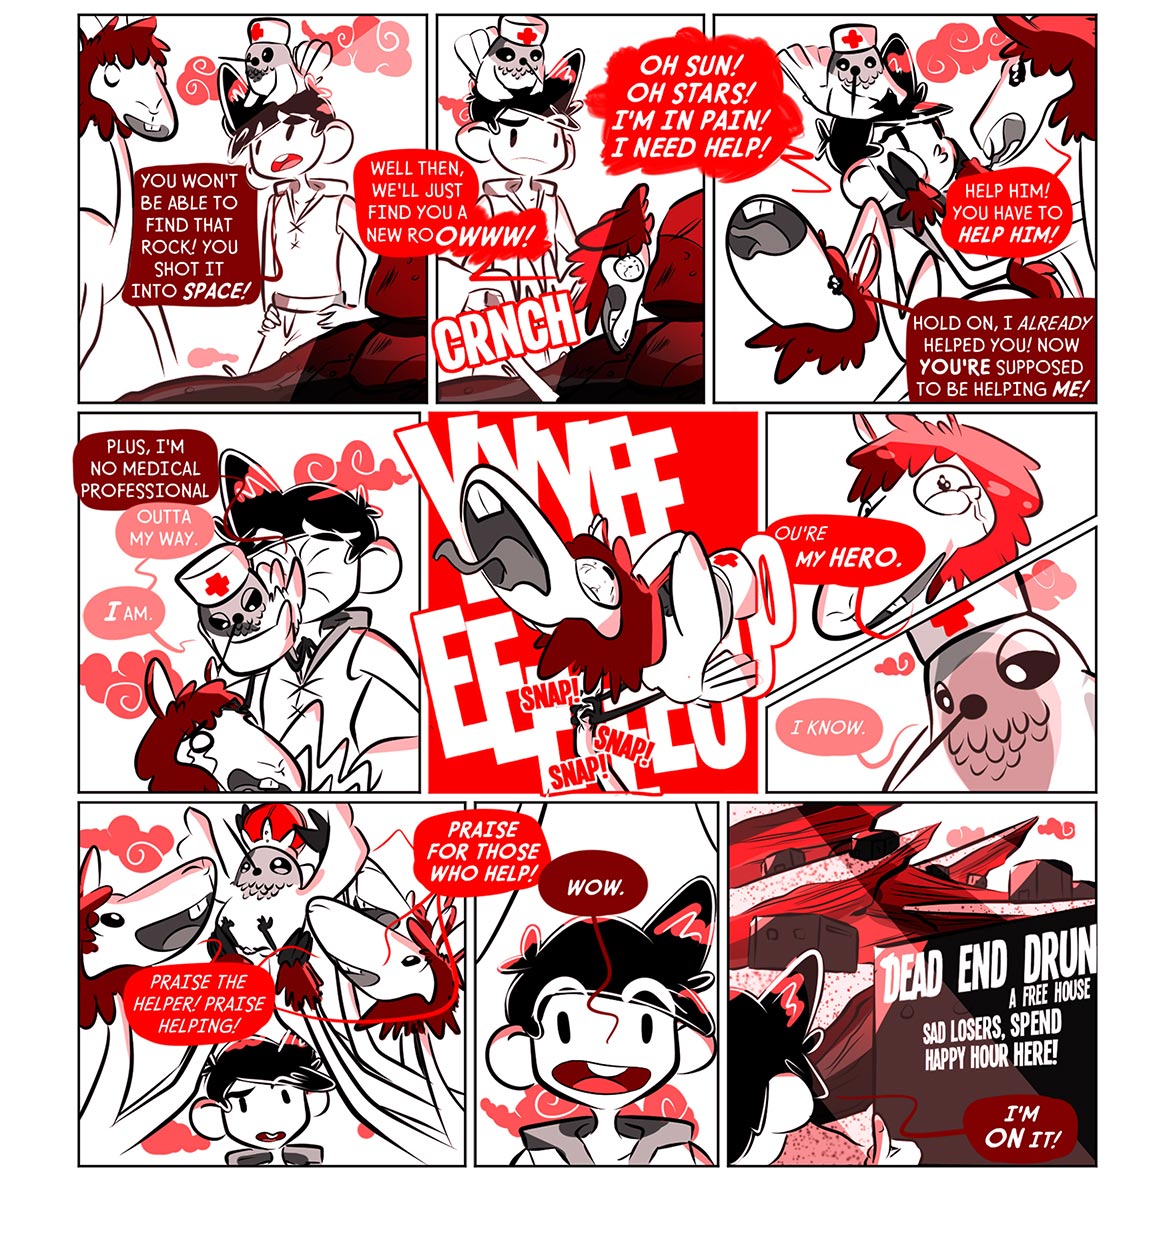 YOU WON'T
BE ABLE TO
FIND THAT
ROCK! YOU
SHOT IT
INTO SPACE!
WELL THEN,
WE'LL JUST
FIND YOU A
NEW ROOWWW!
CRNCH
OH SUN!
OH STARS!
I'M IN PAIN!
I NEED HELP!
HELP HIM!
YOU HAVE TO
HELP HIM!
HOLD ON, I ALREADY
HELPED YOU! NOW
YOU'RE SUPPOSED
TO BE HELPING ME!
PLUS, I'M
NO MEDICAL
PROFESSIONAL
OUTTA
MY WAY.
I AM.
SNAP!
SNAP!
SNAP!
OU'RE
MY HERO.
I KNOW.
PRAISE
FOR THOSE
WHO HELP!
PRAISE THE
HELPER! PRAISE
HELPING!
WOW.
DEAD END DRUN
A FREE HOUSE
SAD LOSERS, SPEND
HAPPY HOUR HERE!
I'M
ON IT!